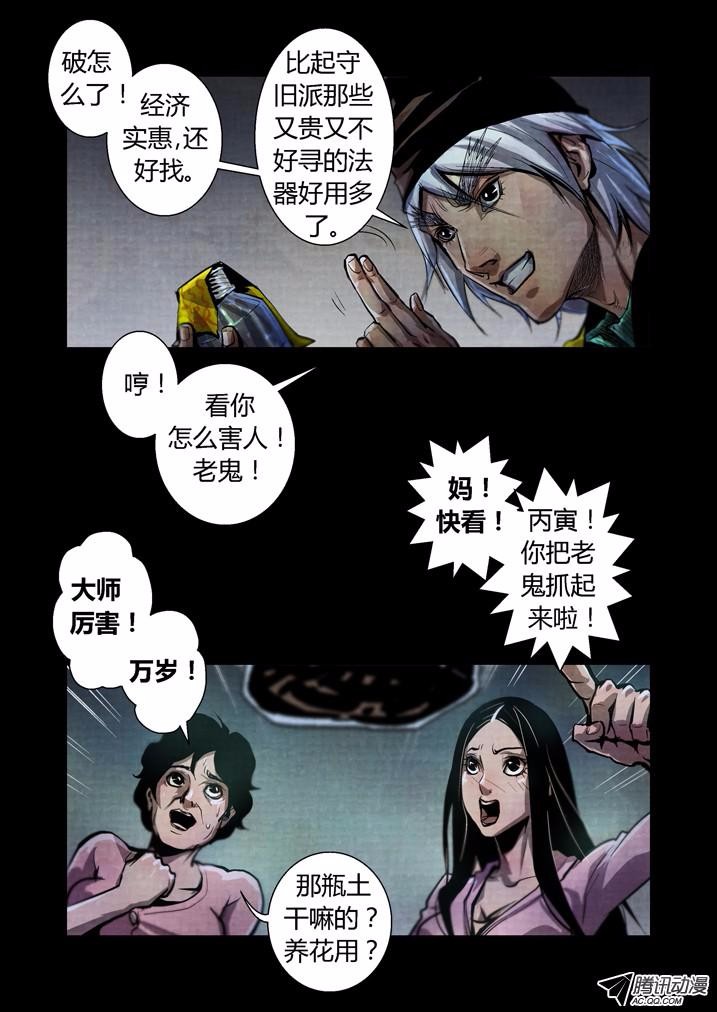 破怎
么了！
经济
实惠，还
好找。
比起守
旧派那些
又贵又不
好寻的法
器好用多
了。
哼！
看你
怎么害人！
老鬼！
妈！
快看！
丙寅！
你把老
鬼抓起
来啦！
大师
厉害！
万岁！
那瓶土
干嘛的？
养花用？
腾讯动漫
AC.QQ.COM